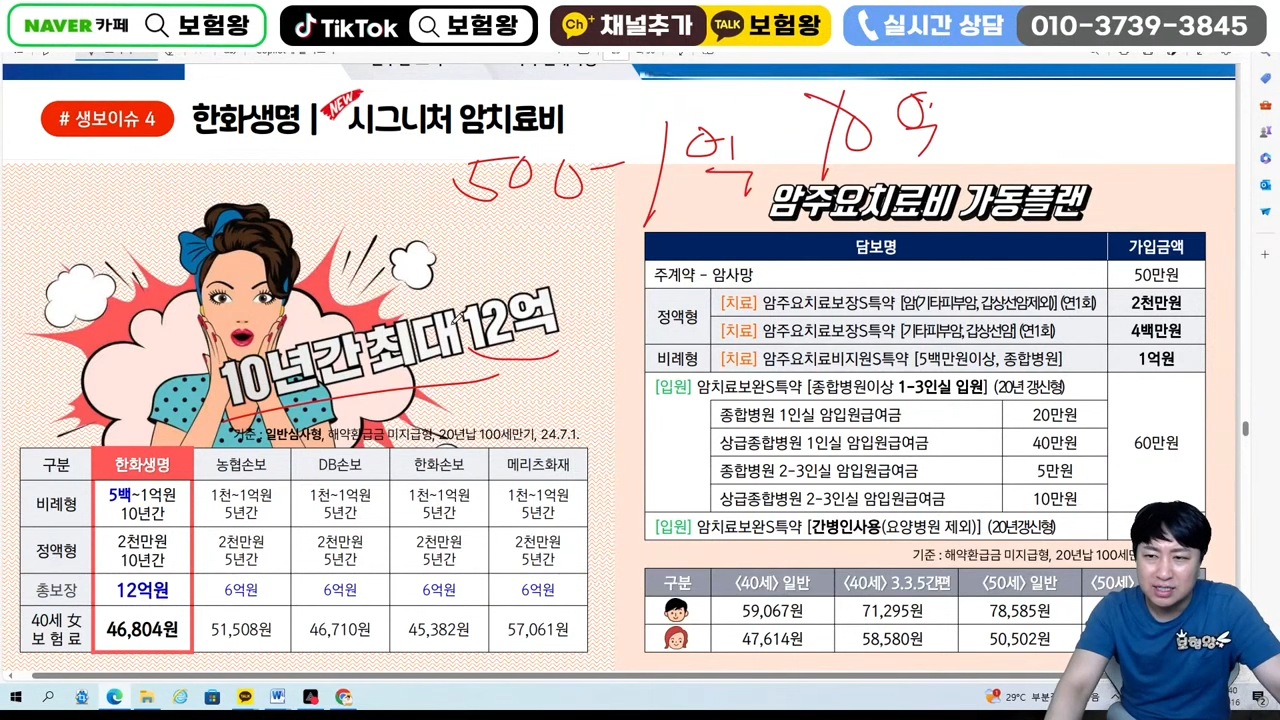 NAVER 카페 보험왕
TikTok 보험왕
Ch+ 채널추가 TALK 보험왕
실시간 상담 010-3739-3845
# 생보이슈 4
한화생명 | NEW 시그니처 암치료비
500-1억
10억
10년간 최대 12억
기준 : 일반심사형, 해약환급금 미지급형, 20년납 100세만기, 24.7.1.
구분 한화생명 농협손보 DB손보 한화손보 메리츠화재
비례형 5백~1억원 10년간 1천~1억원 5년간 1천~1억원 5년간 1천~1억원 5년간 1천~1억원 5년간
정액형 2천만원 10년간 2천만원 5년간 2천만원 5년간 2천만원 5년간 2천만원 5년간
총보장 12억원 6억원 6억원 6억원 6억원
40세 女 보험료 46,804원 51,508원 46,710원 45,382원 57,061원
암주요치료비 가동플랜
담보명 가입금액
주계약 - 암사망 50만원
정액형 [치료] 암주요치료보장S특약 [암(기타피부암,갑상선암제외)] (연1회) 2천만원
[치료] 암주요치료보장S특약 [기타피부암,갑상선암] (연1회) 4백만원
비례형 [치료] 암주요치료비지원S특약 [5백만원이상, 종합병원] 1억원
[입원] 암치료보완S특약 [종합병원이상 1-3인실 입원] (20년 갱신형) 60만원
종합병원 1인실 암입원급여금 20만원
상급종합병원 1인실 암입원급여금 40만원
종합병원 2-3인실 암입원급여금 5만원
상급종합병원 2-3인실 암입원급여금 10만원
[입원] 암치료보완S특약 [간병인사용(요양병원 제외)] (20년갱신형)
기준 : 해약환급금 미지급형, 20년납 100세만
구분 <40세> 일반 <40세> 3.3.5간편 <50세> 일반 <50세>
59,067원 71,295원 78,585원
47,614원 58,580원 50,502원
보험왕
29°C